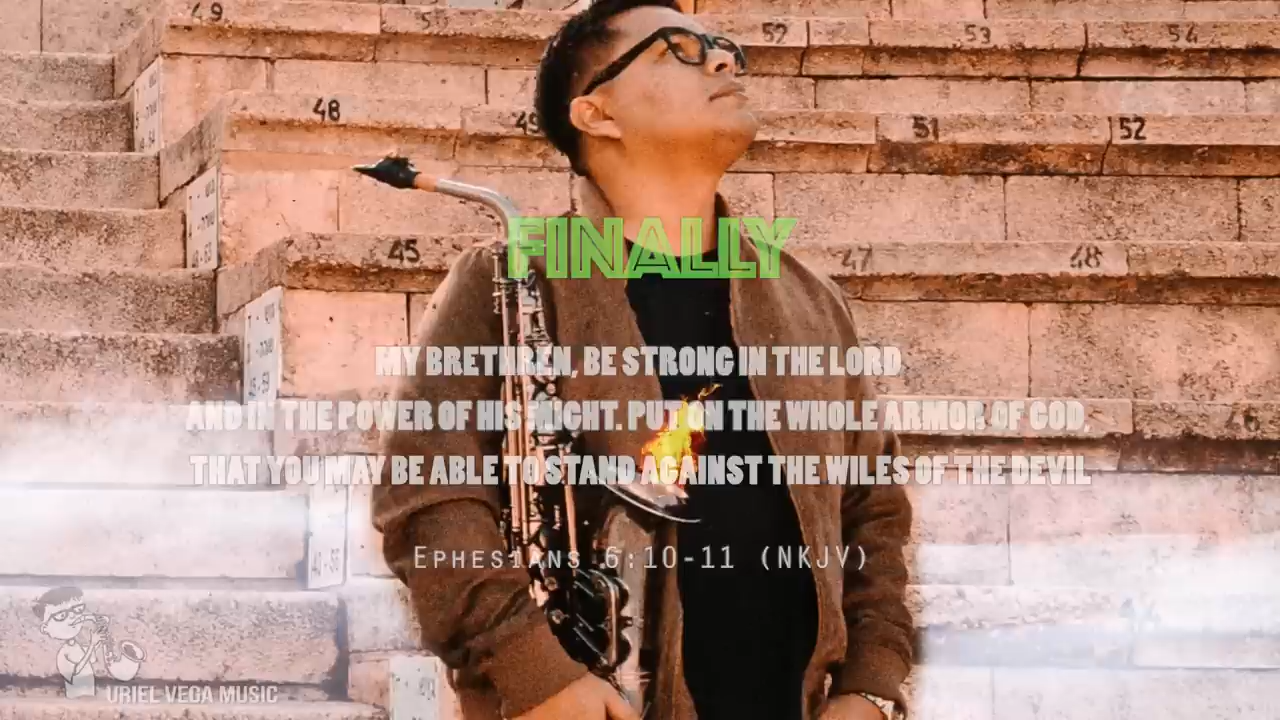 49 50 52 53 54
48 49 51 52
FINALLY
45 47 48
MY BRETHREN, BE STRONG IN THE LORD
AND IN THE POWER OF HIS MIGHT. PUT ON THE WHOLE ARMOR OF GOD,
THAT YOU MAY BE ABLE TO STAND AGAINST THE WILES OF THE DEVIL
EPHESIANS 6:10-11 (NKJV)
URIEL VEGA MUSIC